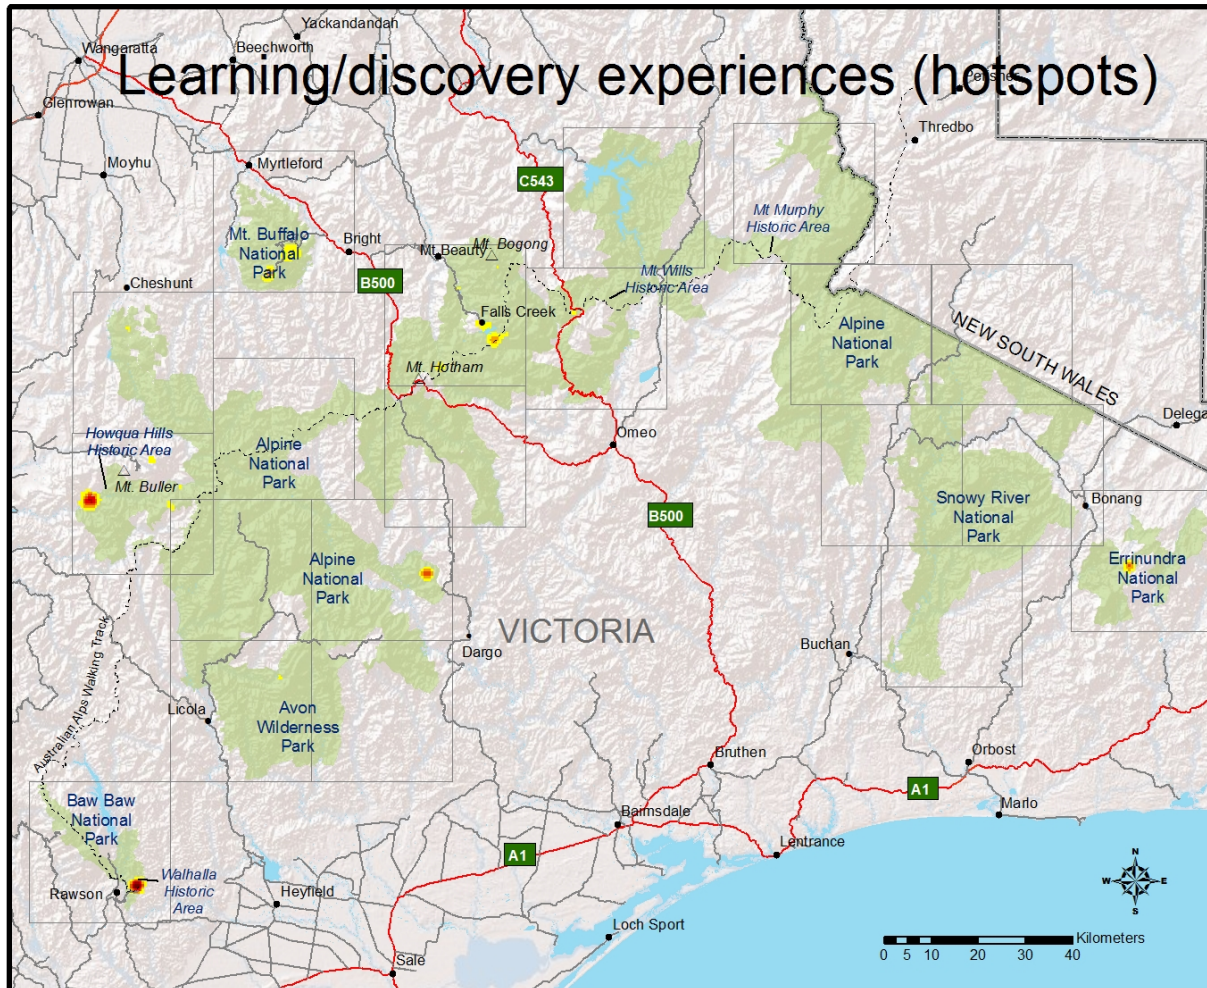 Yackandandah
Wangaratta
Beechworth
Learning/discovery experiences (hotspots)
Perisher
Glenrowan
Thredbo
Moyhu
Myrtleford
C543
Mt Murphy
Historic Area
Mt. Buffalo
National
Park
Bright
Mt.Beauty
Mt. Bogong
Mt Wills
Historic Area
B500
Cheshunt
Falls Creek
Alpine
National
Park
NEW SOUTH WALES
Mt. Hotham
Howqua Hills
Historic Area
Mt. Buller
Alpine
National
Park
Omeo
Delega
B500
Snowy River
National
Park
Bonang
Alpine
National
Park
Errinundra
National
Park
VICTORIA
Dargo
Buchan
Australian Alps Walking Track
Licola
Avon
Wilderness
Park
Bruthen
Orbost
A1
Marlo
Baw Baw
National
Park
Bairnsdale
A1
Lentrance
Walhalla
Historic
Area
Rawson
Heyfield
N
W
E
S
Loch Sport
Kilometers
0 5 10 20 30 40
Sale